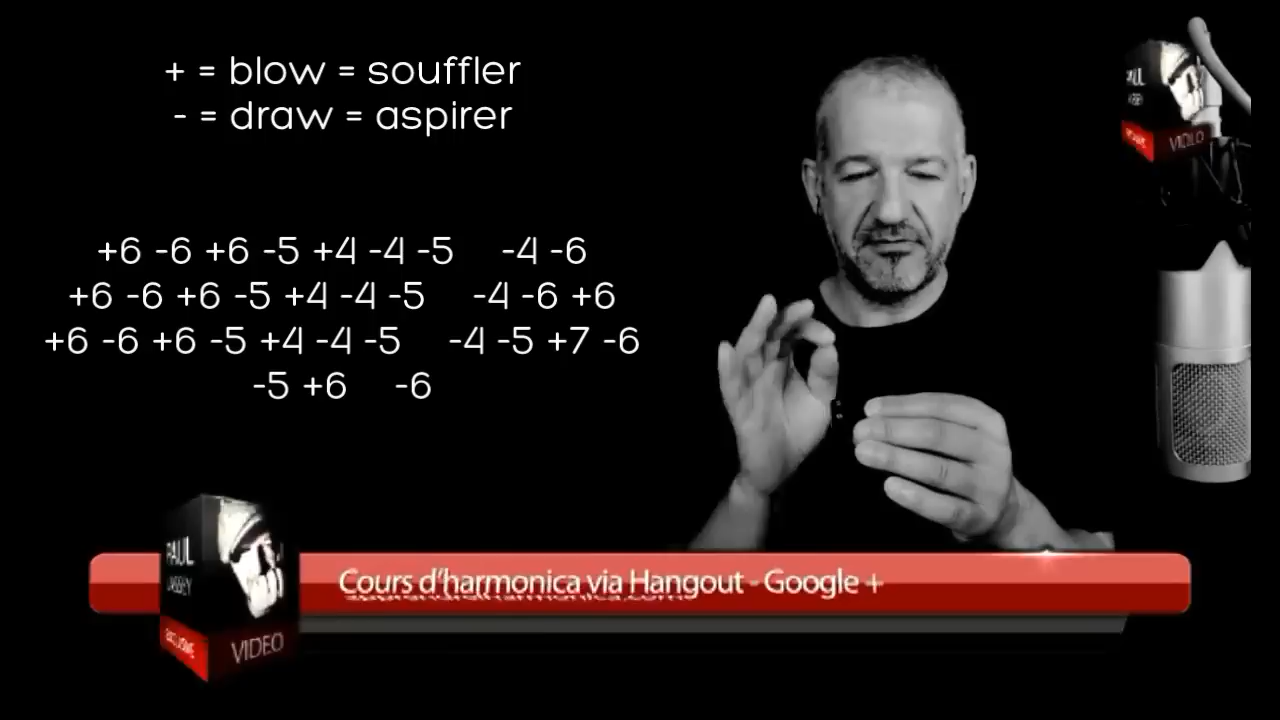 + = blow = souffler
- = draw = aspirer
+6 -6 +6 -5 +4 -4 -5 -4 -6
+6 -6 +6 -5 +4 -4 -5 -4 -6 +6
+6 -6 +6 -5 +4 -4 -5 -4 -5 +7 -6
-5 +6 -6
Cours d'harmonica via Hangout - Google +
PAUL
EXCLUSIVE VIDEO